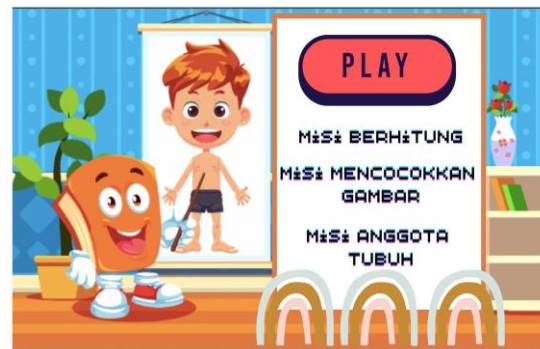 PLAY
MiSi BERHiTUNG
MiSi MENCOCOKKAN
GAMBAR
MiSi ANGGOTA
TUBUH